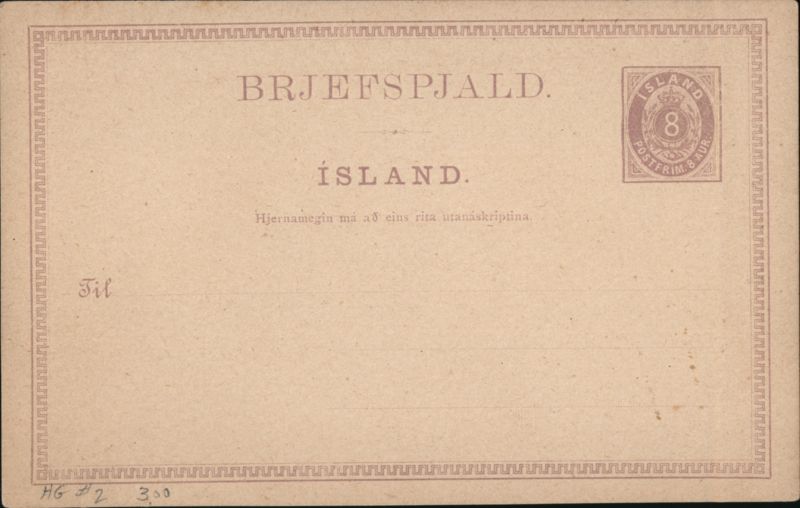 BRJEFSPJALD.
ÍSLAND
8
POSTFRIM. 8 AUR.
ÍSLAND.
Hjernamegin má að eins rita utanáskriptina.
Til
HG #2 3,00